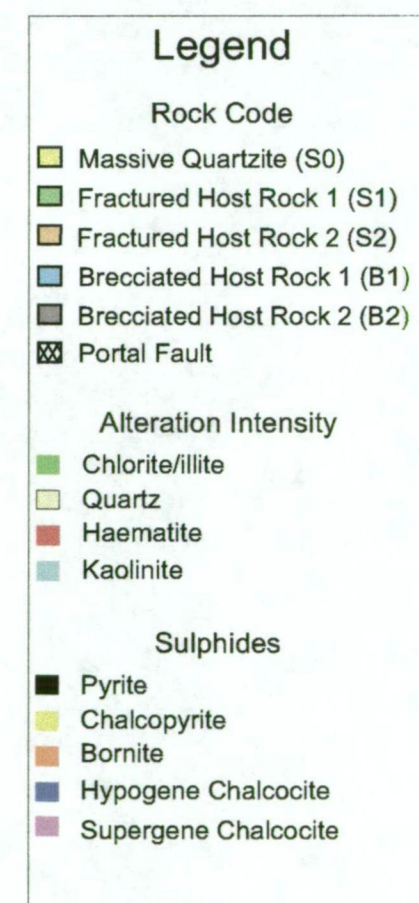 Legend
Rock Code
Massive Quartzite (S0)
Fractured Host Rock 1 (S1)
Fractured Host Rock 2 (S2)
Brecciated Host Rock 1 (B1)
Brecciated Host Rock 2 (B2)
Portal Fault
Alteration Intensity
Chlorite/illite
Quartz
Haematite
Kaolinite
Sulphides
Pyrite
Chalcopyrite
Bornite
Hypogene Chalcocite
Supergene Chalcocite